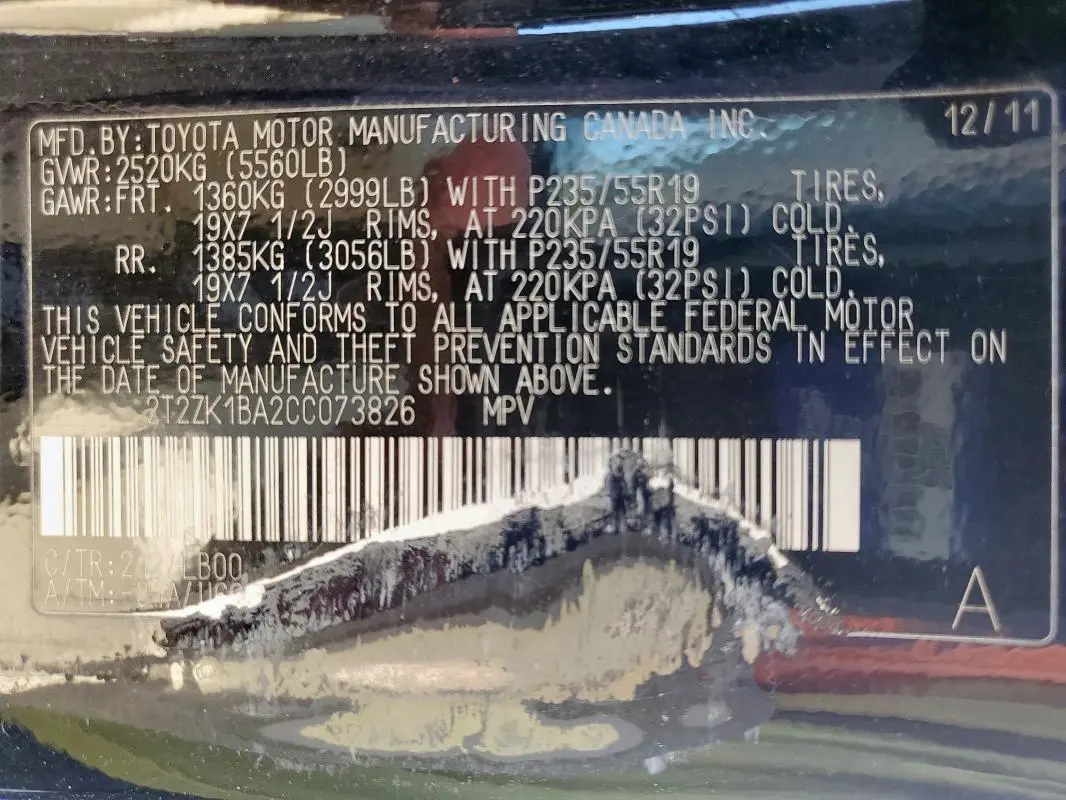 MFD.BY:TOYOTA MOTOR MANUFACTURING CANADA INC. 12/11
GVWR:2520KG (5560LB)
GAWR:FRT. 1360KG (2999LB) WITH P235/55R19 TIRES,
19X7 1/2J RIMS, AT 220KPA (32PSI) COLD.
RR. 1385KG (3056LB) WITH P235/55R19 TIRES,
19X7 1/2J RIMS, AT 220KPA (32PSI) COLD.
THIS VEHICLE CONFORMS TO ALL APPLICABLE FEDERAL MOTOR
VEHICLE SAFETY AND THEFT PREVENTION STANDARDS IN EFFECT ON
THE DATE OF MANUFACTURE SHOWN ABOVE.
2T2ZK1BA2CC073826 MPV
C/TR:
A/TM:
A